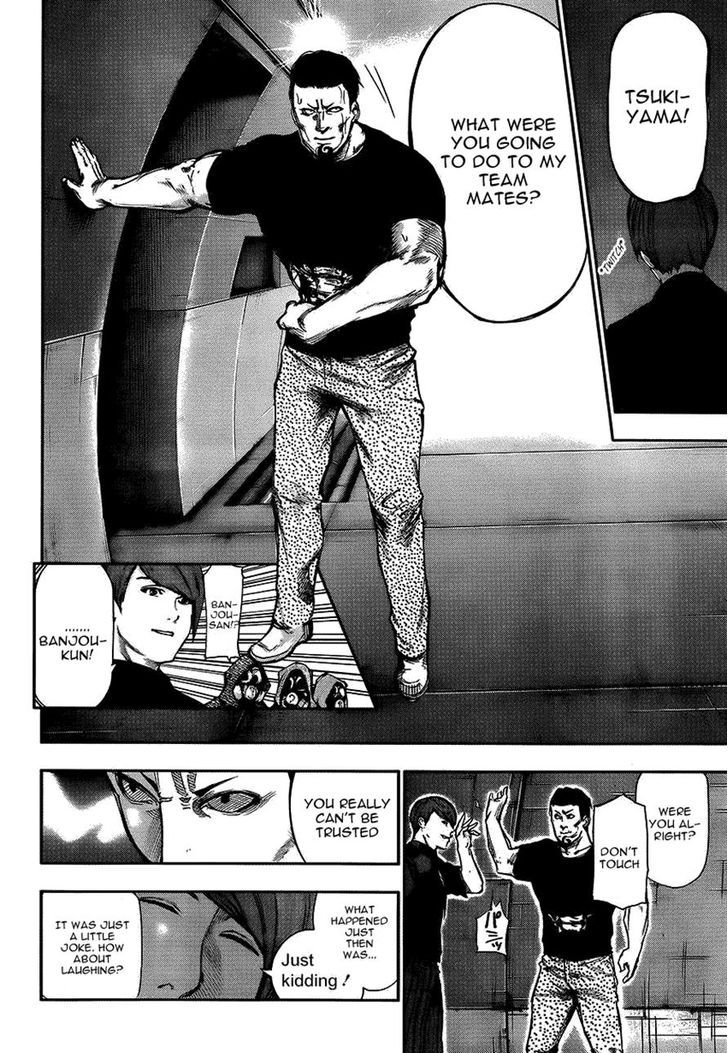 TSUKI-
YAMA!
*TWITCH*
WHAT WERE
YOU GOING
TO DO TO MY
TEAM
MATES?
BAN-
JOU-
SAN!?
.......
BANJOU-
KUN!
WERE
YOU AL-
RIGHT?
DON'T
TOUCH
YOU REALLY
CAN'T BE
TRUSTED
WHAT
HAPPENED
JUST
THEN
WAS...
Just
kidding !
IT WAS JUST
A LITTLE
JOKE. HOW
ABOUT
LAUGHING?